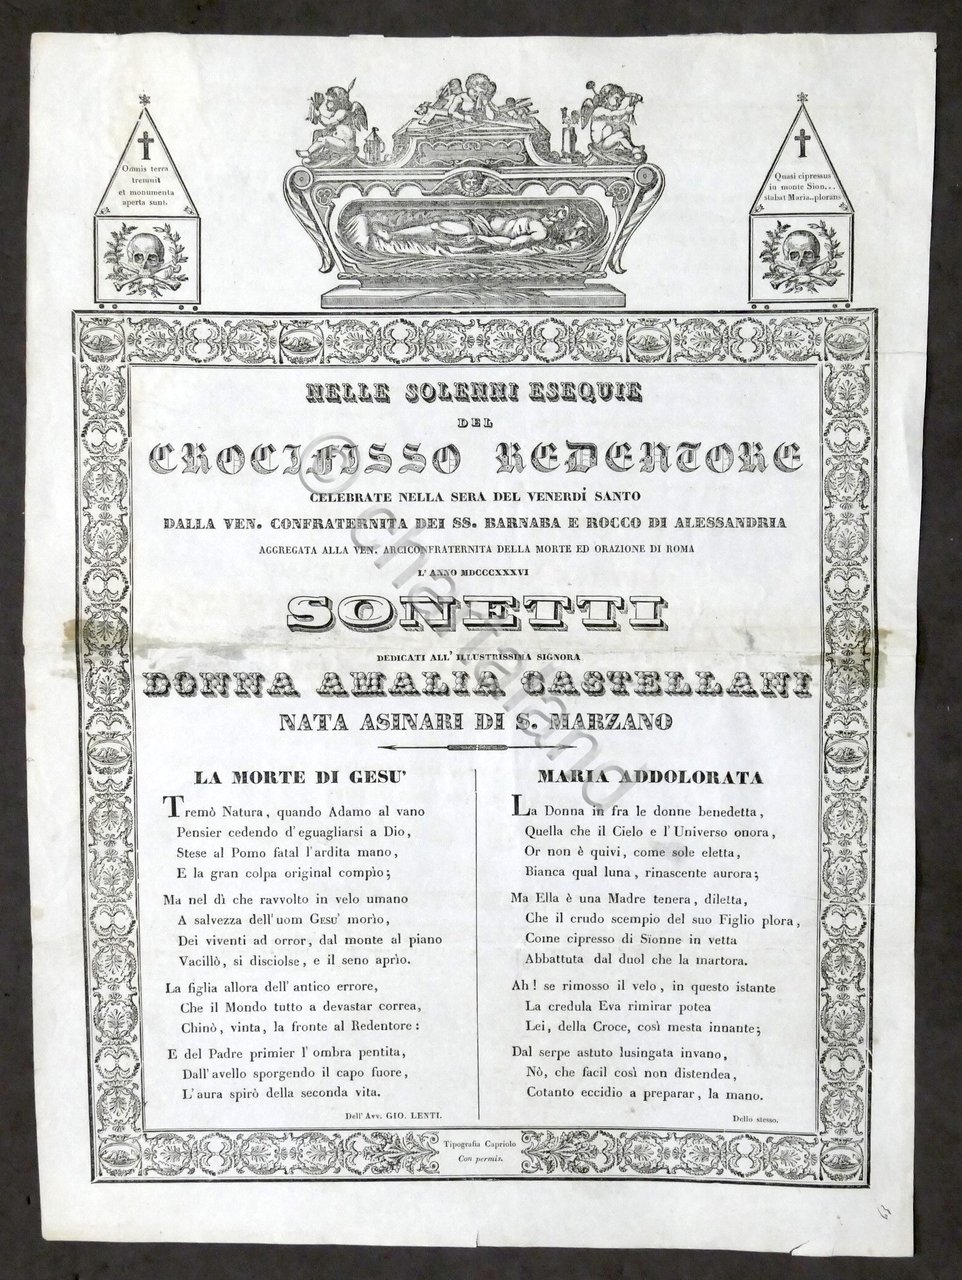 Omnis terra
tremuit
et monumenta
aperta sunt.
Quasi cipressus
in monte Sion...
stabat Maria..plorans
NELLE SOLENNI ESEQUIE
DEL
CROCIFISSO REDENTORE
CELEBRATE NELLA SERA DEL VENERDÌ SANTO
DALLA VEN. CONFRATERNITA DEI SS. BARNABA E ROCCO DI ALESSANDRIA
AGGREGATA ALLA VEN. ARCICONFRATERNITA DELLA MORTE ED ORAZIONE DI ROMA
L'ANNO MDCCCXXXVI
SONETTI
DEDICATI ALL'ILLUSTRISSIMA SIGNORA
DONNA AMALIA CASTELLANI
NATA ASINARI DI S. MARZANO
LA MORTE DI GESU'
Tremò Natura, quando Adamo al vano
Pensier cedendo d'eguagliarsi a Dio,
Stese al Pomo fatal l'ardita mano,
E la gran colpa original compìo;
Ma nel dì che ravvolto in velo umano
A salvezza dell'uom GESU' morìo,
Dei viventi ad orror, dal monte al piano
Vacillò, si disciolse, e il seno aprìo.
La figlia allora dell'antico errore,
Che il Mondo tutto a devastar correa,
Chinò, vinta, la fronte al Redentore:
E del Padre primier l'ombra pentita,
Dall'avello sporgendo il capo fuore,
L'aura spirò della seconda vita.
Dell'Avv. GIO. LENTI.
MARIA ADDOLORATA
La Donna in fra le donne benedetta,
Quella che il Cielo e l'Universo onora,
Or non è quivi, come sole eletta,
Bianca qual luna, rinascente aurora;
Ma Ella è una Madre tenera, diletta,
Che il crudo scempio del suo Figlio plora,
Come cipresso di Sïonne in vetta
Abbattuta dal duol che la martora.
Ah! se rimosso il velo, in questo istante
La credula Eva rimirar potea
Lei, della Croce, così mesta innante;
Dal serpe astuto lusingata invano,
Nò, che facil così non distendea,
Cotanto eccidio a preparar, la mano.
Dello stesso.
Tipografia Capriolo
Con permis.
© chartaland